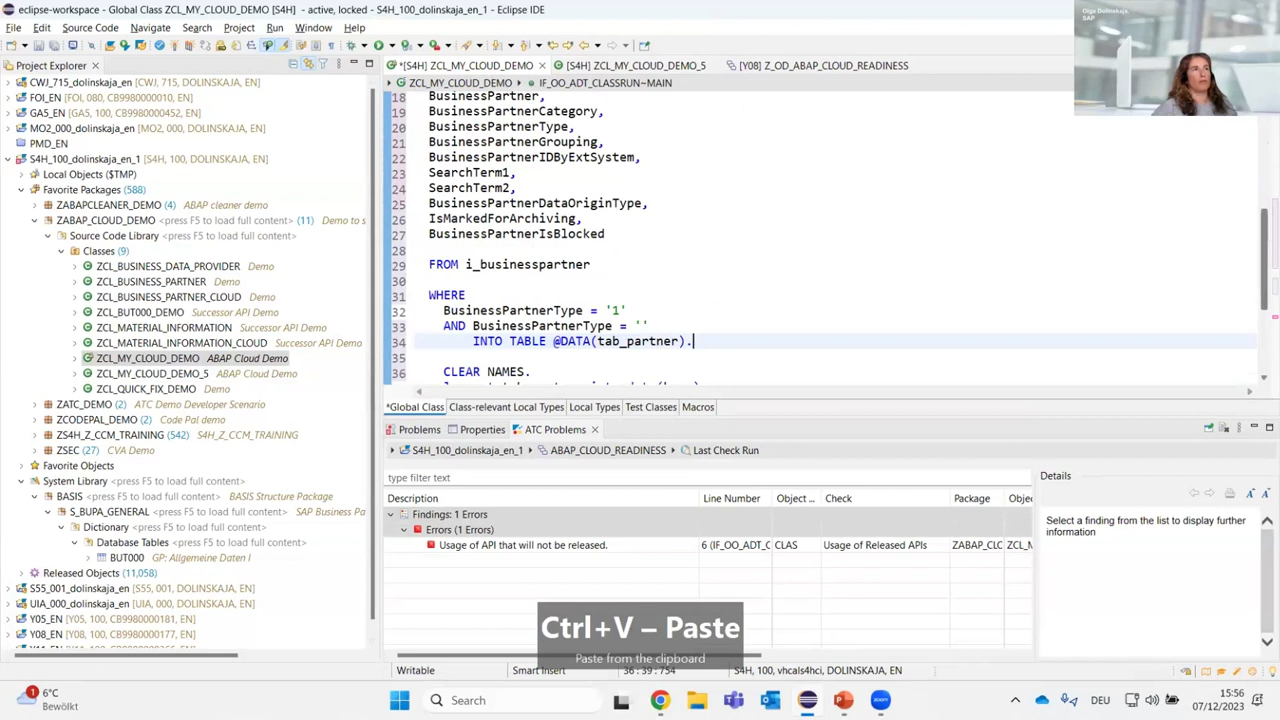 eclipse-workspace - Global Class ZCL_MY_CLOUD_DEMO [S4H] - active, locked - S4H_100_dolinskaja_en_1 - Eclipse IDE
Olga Dolinskaja,
SAP
File Edit Source Code Navigate Search Project Run Window Help
Project Explorer
*[S4H] ZCL_MY_CLOUD_DEMO [S4H] ZCL_MY_CLOUD_DEMO_5 [Y08] Z_OD_ABAP_CLOUD_READINESS
ZCL_MY_CLOUD_DEMO IF_OO_ADT_CLASSRUN~MAIN
CWJ_715_dolinskaja_en [CWJ, 715, DOLINSKAJA, EN]
FOI_EN [FOI, 080, CB9980000010, EN]
GA5_EN [GA5, 100, CB9980000452, EN]
MO2_000_dolinskaja_en [MO2, 000, DOLINSKAJA, EN]
PMD_EN
S4H_100_dolinskaja_en_1 [S4H, 100, DOLINSKAJA, EN]
Local Objects ($TMP)
Favorite Packages (588)
ZABAPCLEANER_DEMO (4) ABAP cleaner demo
ZABAP_CLOUD_DEMO <press F5 to load full content> (11) Demo to s
Source Code Library <press F5 to load full content>
Classes (9)
ZCL_BUSINESS_DATA_PROVIDER Demo
ZCL_BUSINESS_PARTNER Demo
ZCL_BUSINESS_PARTNER_CLOUD Demo
ZCL_BUT000_DEMO Successor API Demo
ZCL_MATERIAL_INFORMATION Successor API Demo
ZCL_MATERIAL_INFORMATION_CLOUD Successor API Demo
ZCL_MY_CLOUD_DEMO ABAP Cloud Demo
ZCL_MY_CLOUD_DEMO_5 ABAP Cloud Demo
ZCL_QUICK_FIX_DEMO Demo
ZATC_DEMO (2) ATC Demo Developer Scenario
ZCODEPAL_DEMO (2) Code Pal demo
ZS4H_Z_CCM_TRAINING (542) S4H_Z_CCM_TRAINING
ZSEC (27) CVA Demo
Favorite Objects
System Library <press F5 to load full content>
BASIS <press F5 to load full content> BASIS Structure Package
S_BUPA_GENERAL <press F5 to load full content> SAP Business Pa
Dictionary <press F5 to load full content>
Database Tables <press F5 to load full content>
BUT000 GP: Allgemeine Daten I
Released Objects (11,058)
S55_001_dolinskaja_en [S55, 001, DOLINSKAJA, EN]
UIA_000_dolinskaja_en [UIA, 000, DOLINSKAJA, EN]
Y05_EN [Y05, 100, CB9980000181, EN]
Y08_EN [Y08, 100, CB9980000177, EN]
18 BusinessPartner,
19 BusinessPartnerCategory,
20 BusinessPartnerType,
21 BusinessPartnerGrouping,
22 BusinessPartnerIDByExtSystem,
23 SearchTerm1,
24 SearchTerm2,
25 BusinessPartnerDataOriginType,
26 IsMarkedForArchiving,
27 BusinessPartnerIsBlocked
28
29 FROM i_businesspartner
30
31 WHERE
32 BusinessPartnerType = '1'
33 AND BusinessPartnerType = ''
34 INTO TABLE @DATA(tab_partner).
35
36 CLEAR NAMES.
*Global Class Class-relevant Local Types Local Types Test Classes Macros
Problems Properties ATC Problems
S4H_100_dolinskaja_en_1 ABAP_CLOUD_READINESS Last Check Run
type filter text
Description Line Number Object ... Check Package Objec
Findings: 1 Errors
Errors (1 Errors)
Usage of API that will not be released. 6 (IF_OO_ADT_C CLAS Usage of Released APIs ZABAP_CLC ZCL_M
Details
Select a finding from the list to display further
information
Ctrl+V – Paste
Paste from the clipboard
Writable Smart Insert 36 : 39 : 754 S4H, 100, vhcals4hci, DOLINSKAJA, EN
1
6°C
Bewölkt
Search
DEU
15:56
07/12/2023